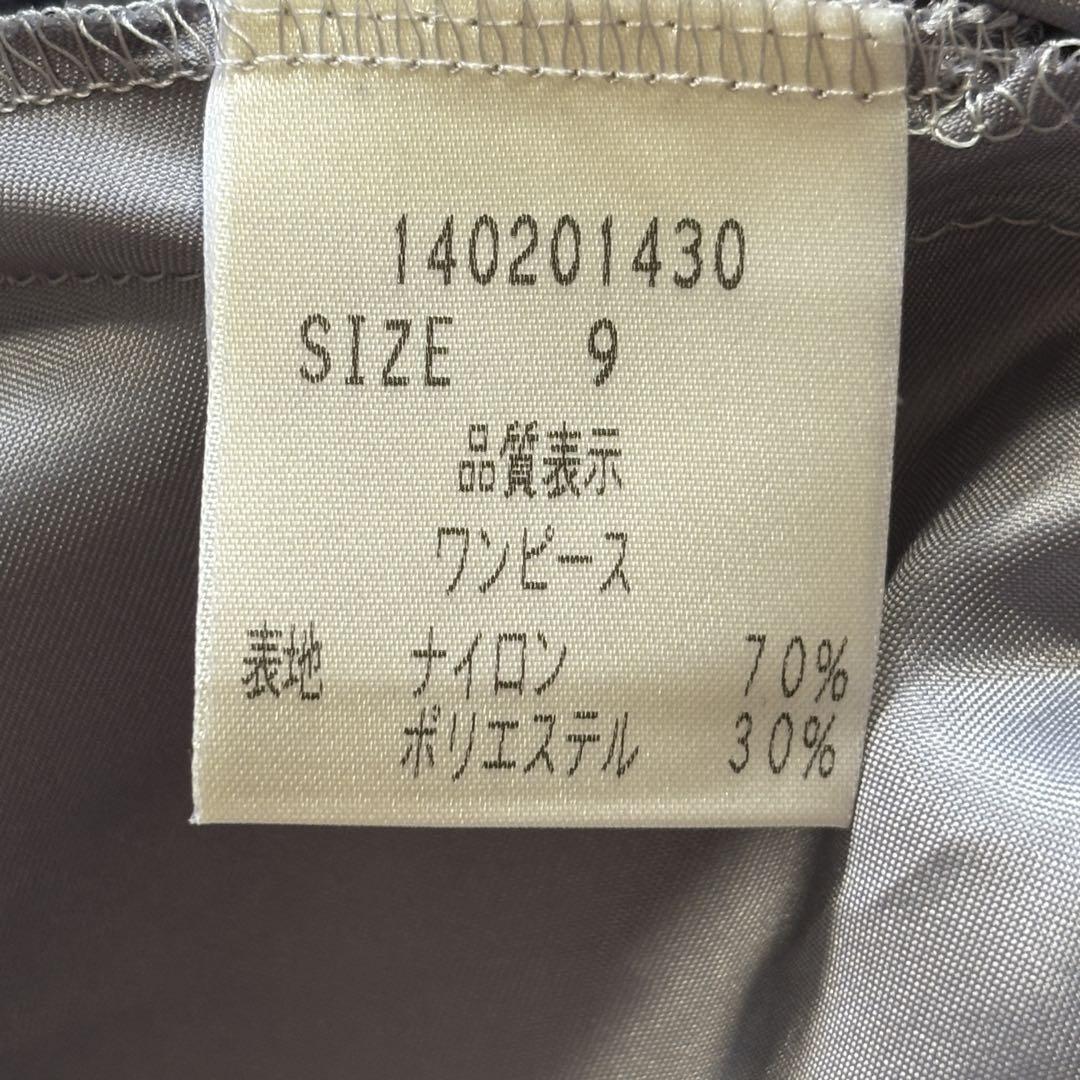 140201430
SIZE 9
品質表示
ワンピース
表地 ナイロン 70%
ポリエステル 30%